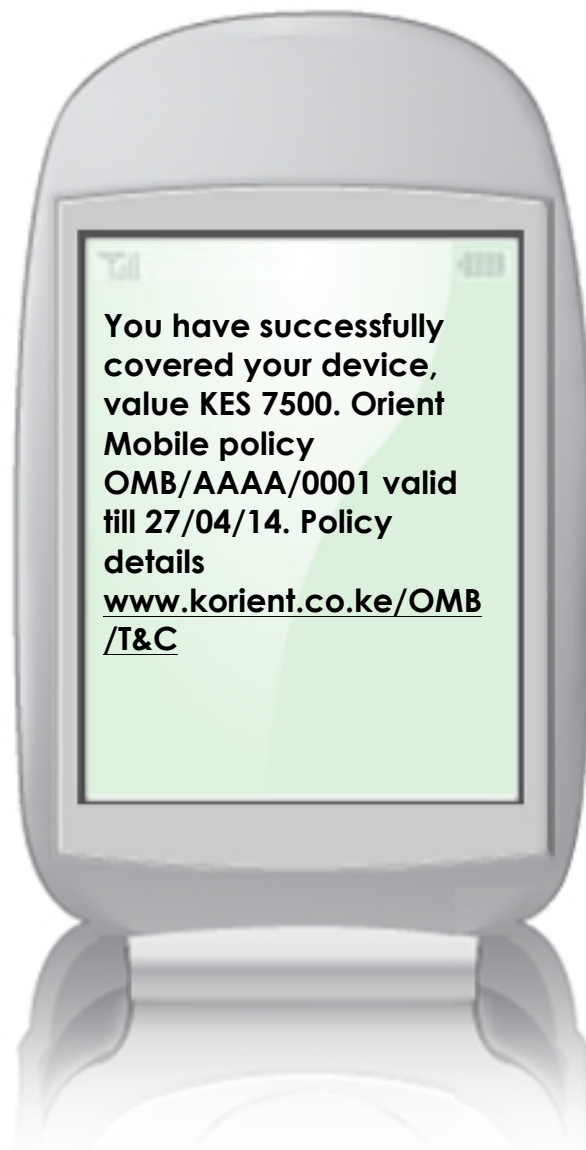 You have successfully
covered your device,
value KES 7500. Orient
Mobile policy
OMB/AAAA/0001 valid
till 27/04/14. Policy
details
www.korient.co.ke/OMB
/T&C